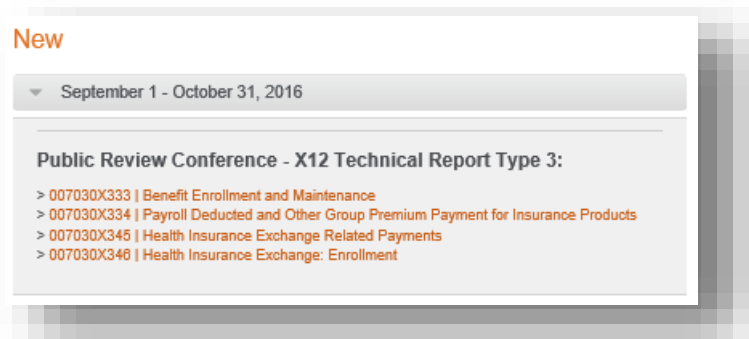 New
September 1 - October 31, 2016
Public Review Conference - X12 Technical Report Type 3:
> 007030X333 | Benefit Enrollment and Maintenance
> 007030X334 | Payroll Deducted and Other Group Premium Payment for Insurance Products
> 007030X345 | Health Insurance Exchange Related Payments
> 007030X346 | Health Insurance Exchange: Enrollment